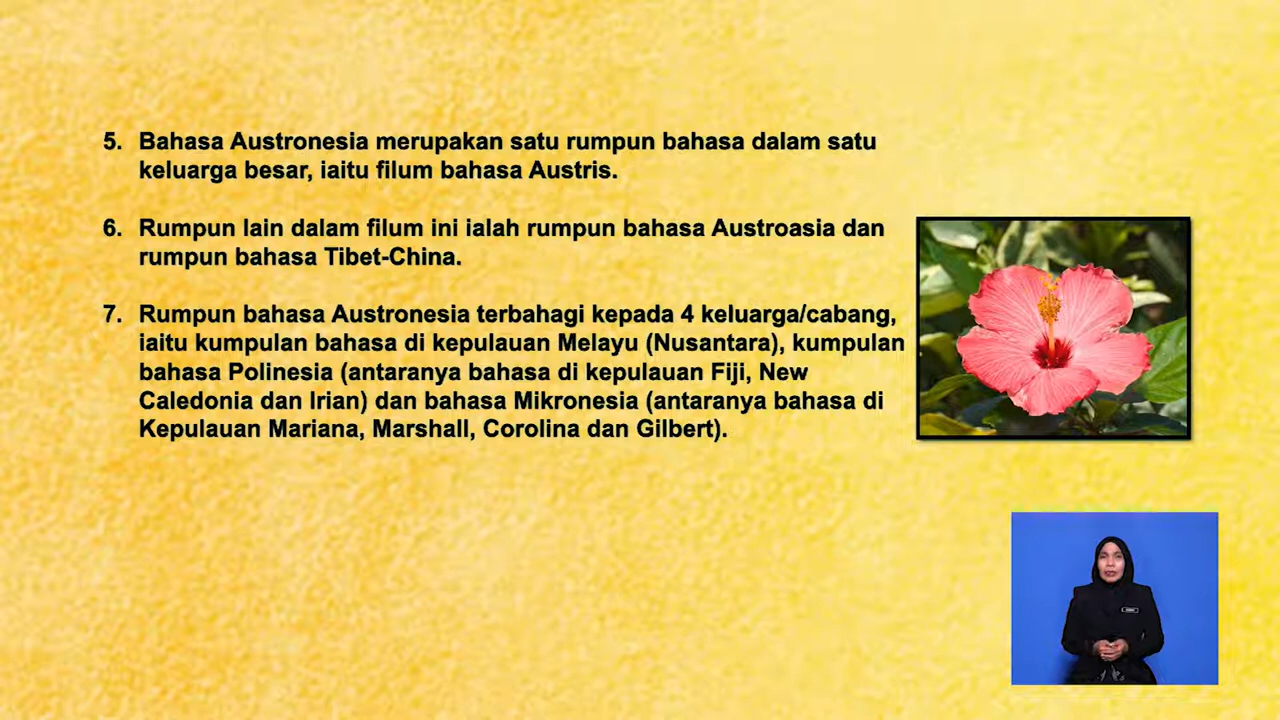 5. Bahasa Austronesia merupakan satu rumpun bahasa dalam satu
keluarga besar, iaitu filum bahasa Austris.
6. Rumpun lain dalam filum ini ialah rumpun bahasa Austroasia dan
rumpun bahasa Tibet-China.
7. Rumpun bahasa Austronesia terbahagi kepada 4 keluarga/cabang,
iaitu kumpulan bahasa di kepulauan Melayu (Nusantara), kumpulan
bahasa Polinesia (antaranya bahasa di kepulauan Fiji, New
Caledonia dan Irian) dan bahasa Mikronesia (antaranya bahasa di
Kepulauan Mariana, Marshall, Corolina dan Gilbert).